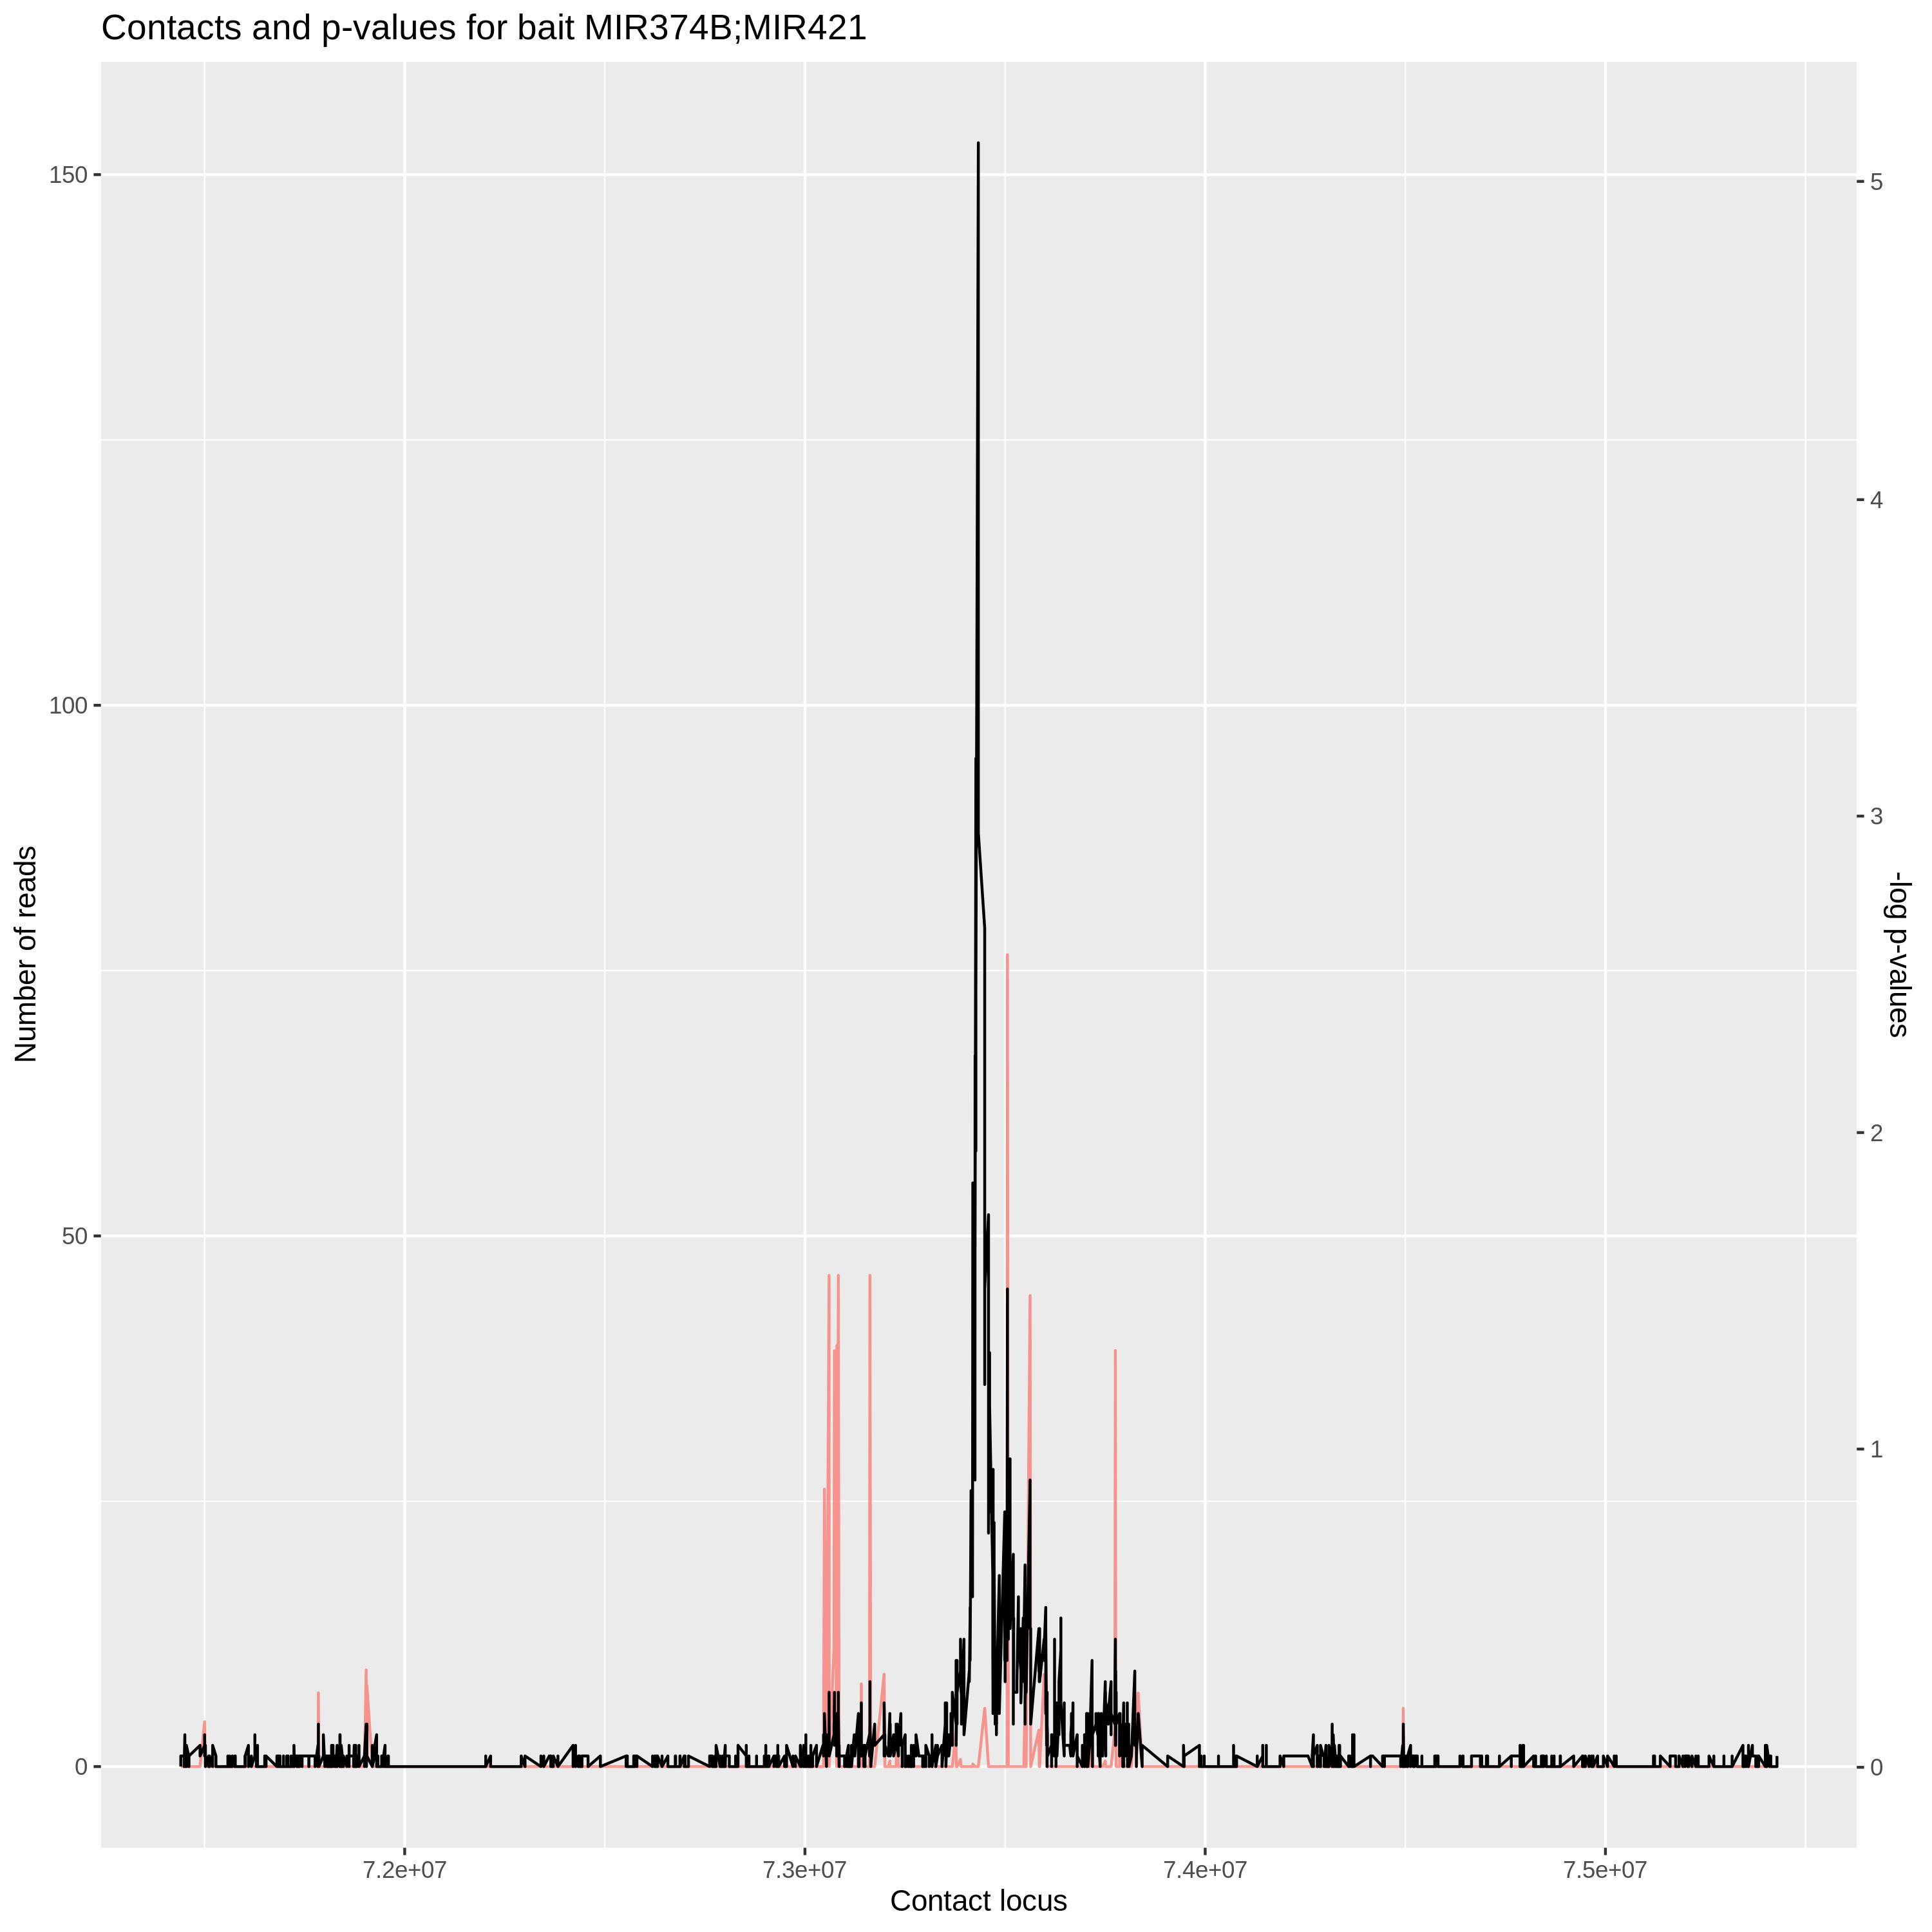 Contacts and p-values for bait MIR374B;MIR421
150
100
50
0
5
4
3
2
1
0
Number of reads
-log p-values
7.2e+07
7.3e+07
7.4e+07
7.5e+07
Contact locus